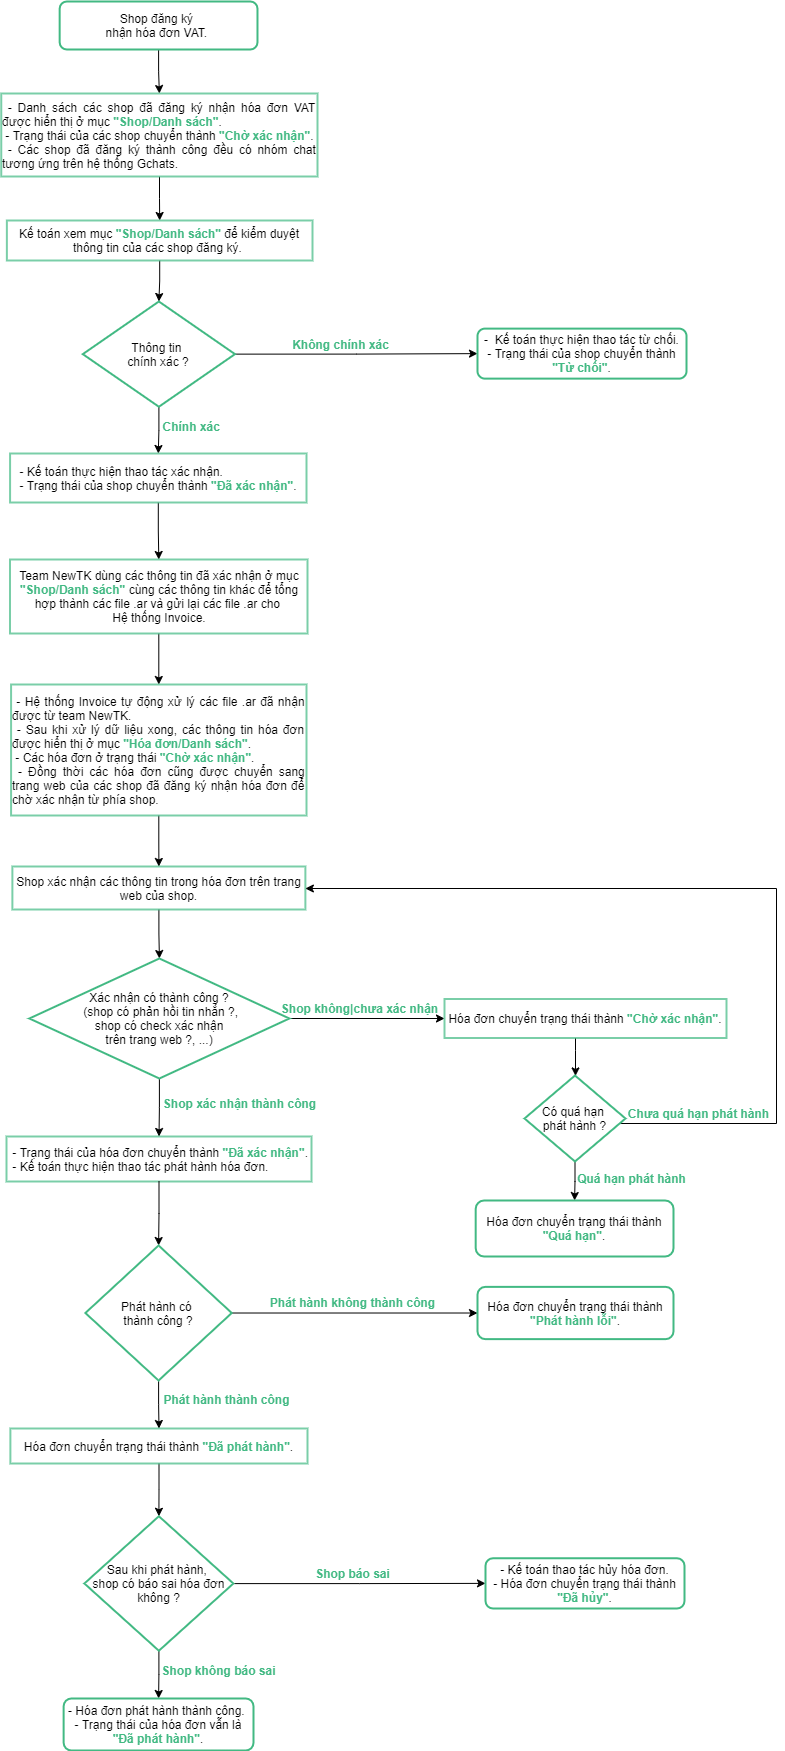 Shop đăng ký
nhận hóa đơn VAT.
- Danh sách các shop đã đăng ký nhận hóa đơn VAT
được hiển thị ở mục "Shop/Danh sách".
- Trạng thái của các shop chuyển thành "Chờ xác nhận".
- Các shop đã đăng ký thành công đều có nhóm chat
tương ứng trên hệ thống Gchats.
Kế toán xem mục "Shop/Danh sách" để kiểm duyệt
thông tin của các shop đăng ký.
Thông tin
chính xác ?
Không chính xác
- Kế toán thực hiện thao tác từ chối.
- Trạng thái của shop chuyển thành
"Từ chối".
Chính xác
- Kế toán thực hiện thao tác xác nhận.
- Trạng thái của shop chuyển thành "Đã xác nhận".
Team NewTK dùng các thông tin đã xác nhận ở mục
"Shop/Danh sách" cùng các thông tin khác để tổng
hợp thành các file .ar và gửi lại các file .ar cho
Hệ thống Invoice.
- Hệ thống Invoice tự động xử lý các file .ar đã nhận
được từ team NewTK.
- Sau khi xử lý dữ liệu xong, các thông tin hóa đơn
được hiển thị ở mục "Hóa đơn/Danh sách".
- Các hóa đơn ở trạng thái "Chờ xác nhận".
- Đồng thời các hóa đơn cũng được chuyển sang
trang web của các shop đã đăng ký nhận hóa đơn để
chờ xác nhận từ phía shop.
Shop xác nhận các thông tin trong hóa đơn trên trang
web của shop.
Xác nhận có thành công ?
(shop có phản hồi tin nhắn ?,
shop có check xác nhận
trên trang web ?, ...)
Shop không|chưa xác nhận
Hóa đơn chuyển trạng thái thành "Chờ xác nhận".
Có quá hạn
phát hành ?
Chưa quá hạn phát hành
Quá hạn phát hành
Hóa đơn chuyển trạng thái thành
"Quá hạn".
Shop xác nhận thành công
- Trạng thái của hóa đơn chuyển thành "Đã xác nhận".
- Kế toán thực hiện thao tác phát hành hóa đơn.
Phát hành có
thành công ?
Phát hành không thành công
Hóa đơn chuyển trạng thái thành
"Phát hành lỗi".
Phát hành thành công
Hóa đơn chuyển trạng thái thành "Đã phát hành".
Sau khi phát hành,
shop có báo sai hóa đơn
không ?
Shop báo sai
- Kế toán thao tác hủy hóa đơn.
- Hóa đơn chuyển trạng thái thành
"Đã hủy".
Shop không báo sai
- Hóa đơn phát hành thành công.
- Trạng thái của hóa đơn vẫn là
"Đã phát hành".